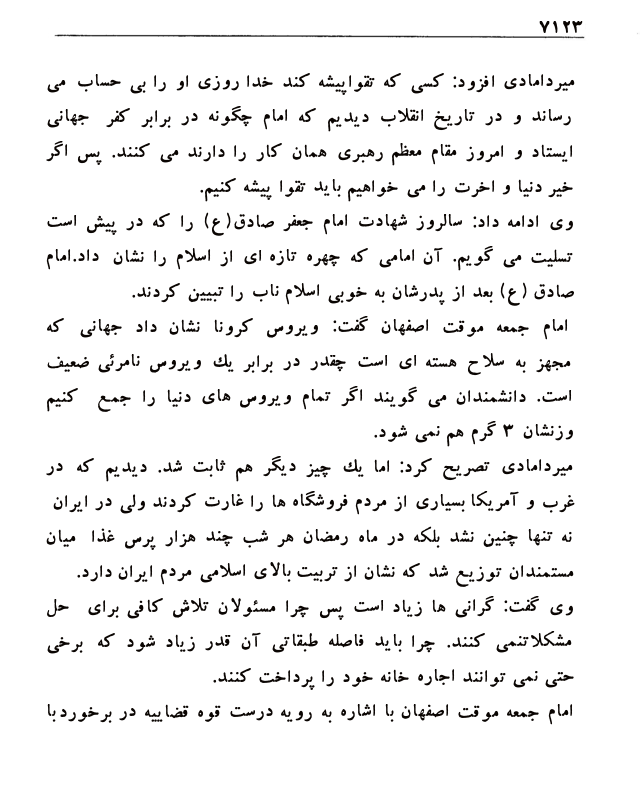 ۷۱۲۳
میردامادی افزود: کسی که تقواپیشه کند خدا روزی او را بی حساب می
رساند و در تاریخ انقلاب دیدیم که امام چگونه در برابر کفر جهانی
ایستاد و امروز مقام معظم رهبری همان کار را دارند می کنند. پس اگر
خیر دنیا و اخرت را می خواهیم باید تقوا پیشه کنیم.
وی ادامه داد: سالروز شهادت امام جعفر صادق(ع) را که در پیش است
تسلیت می گویم. آن امامی که چهره تازه ای از اسلام را نشان داد.امام
صادق (ع) بعد از پدرشان به خوبی اسلام ناب را تبیین کردند.
امام جمعه موقت اصفهان گفت: ویروس کرونا نشان داد جهانی که
مجهز به سلاح هسته ای است چقدر در برابر یك ویروس نامرئی ضعیف
است. دانشمندان می گویند اگر تمام ویروس های دنیا را جمع کنیم
وزنشان ۳ گرم هم نمی شود.
میردامادی تصریح کرد: اما یك چیز دیگر هم ثابت شد. دیدیم که در
غرب و آمریکا بسیاری از مردم فروشگاه ها را غارت کردند ولی در ایران
نه تنها چنین نشد بلکه در ماه رمضان هر شب چند هزار پرس غذا میان
مستمندان توزیع شد که نشان از تربیت بالای اسلامی مردم ایران دارد.
وی گفت: گرانی ها زیاد است پس چرا مسئولان تلاش کافی برای حل
مشکلاتنمی کنند. چرا باید فاصله طبقاتی آن قدر زیاد شود که برخی
حتی نمی توانند اجاره خانه خود را پرداخت کنند.
امام جمعه موقت اصفهان با اشاره به رویه درست قوه قضاییه در برخورد با